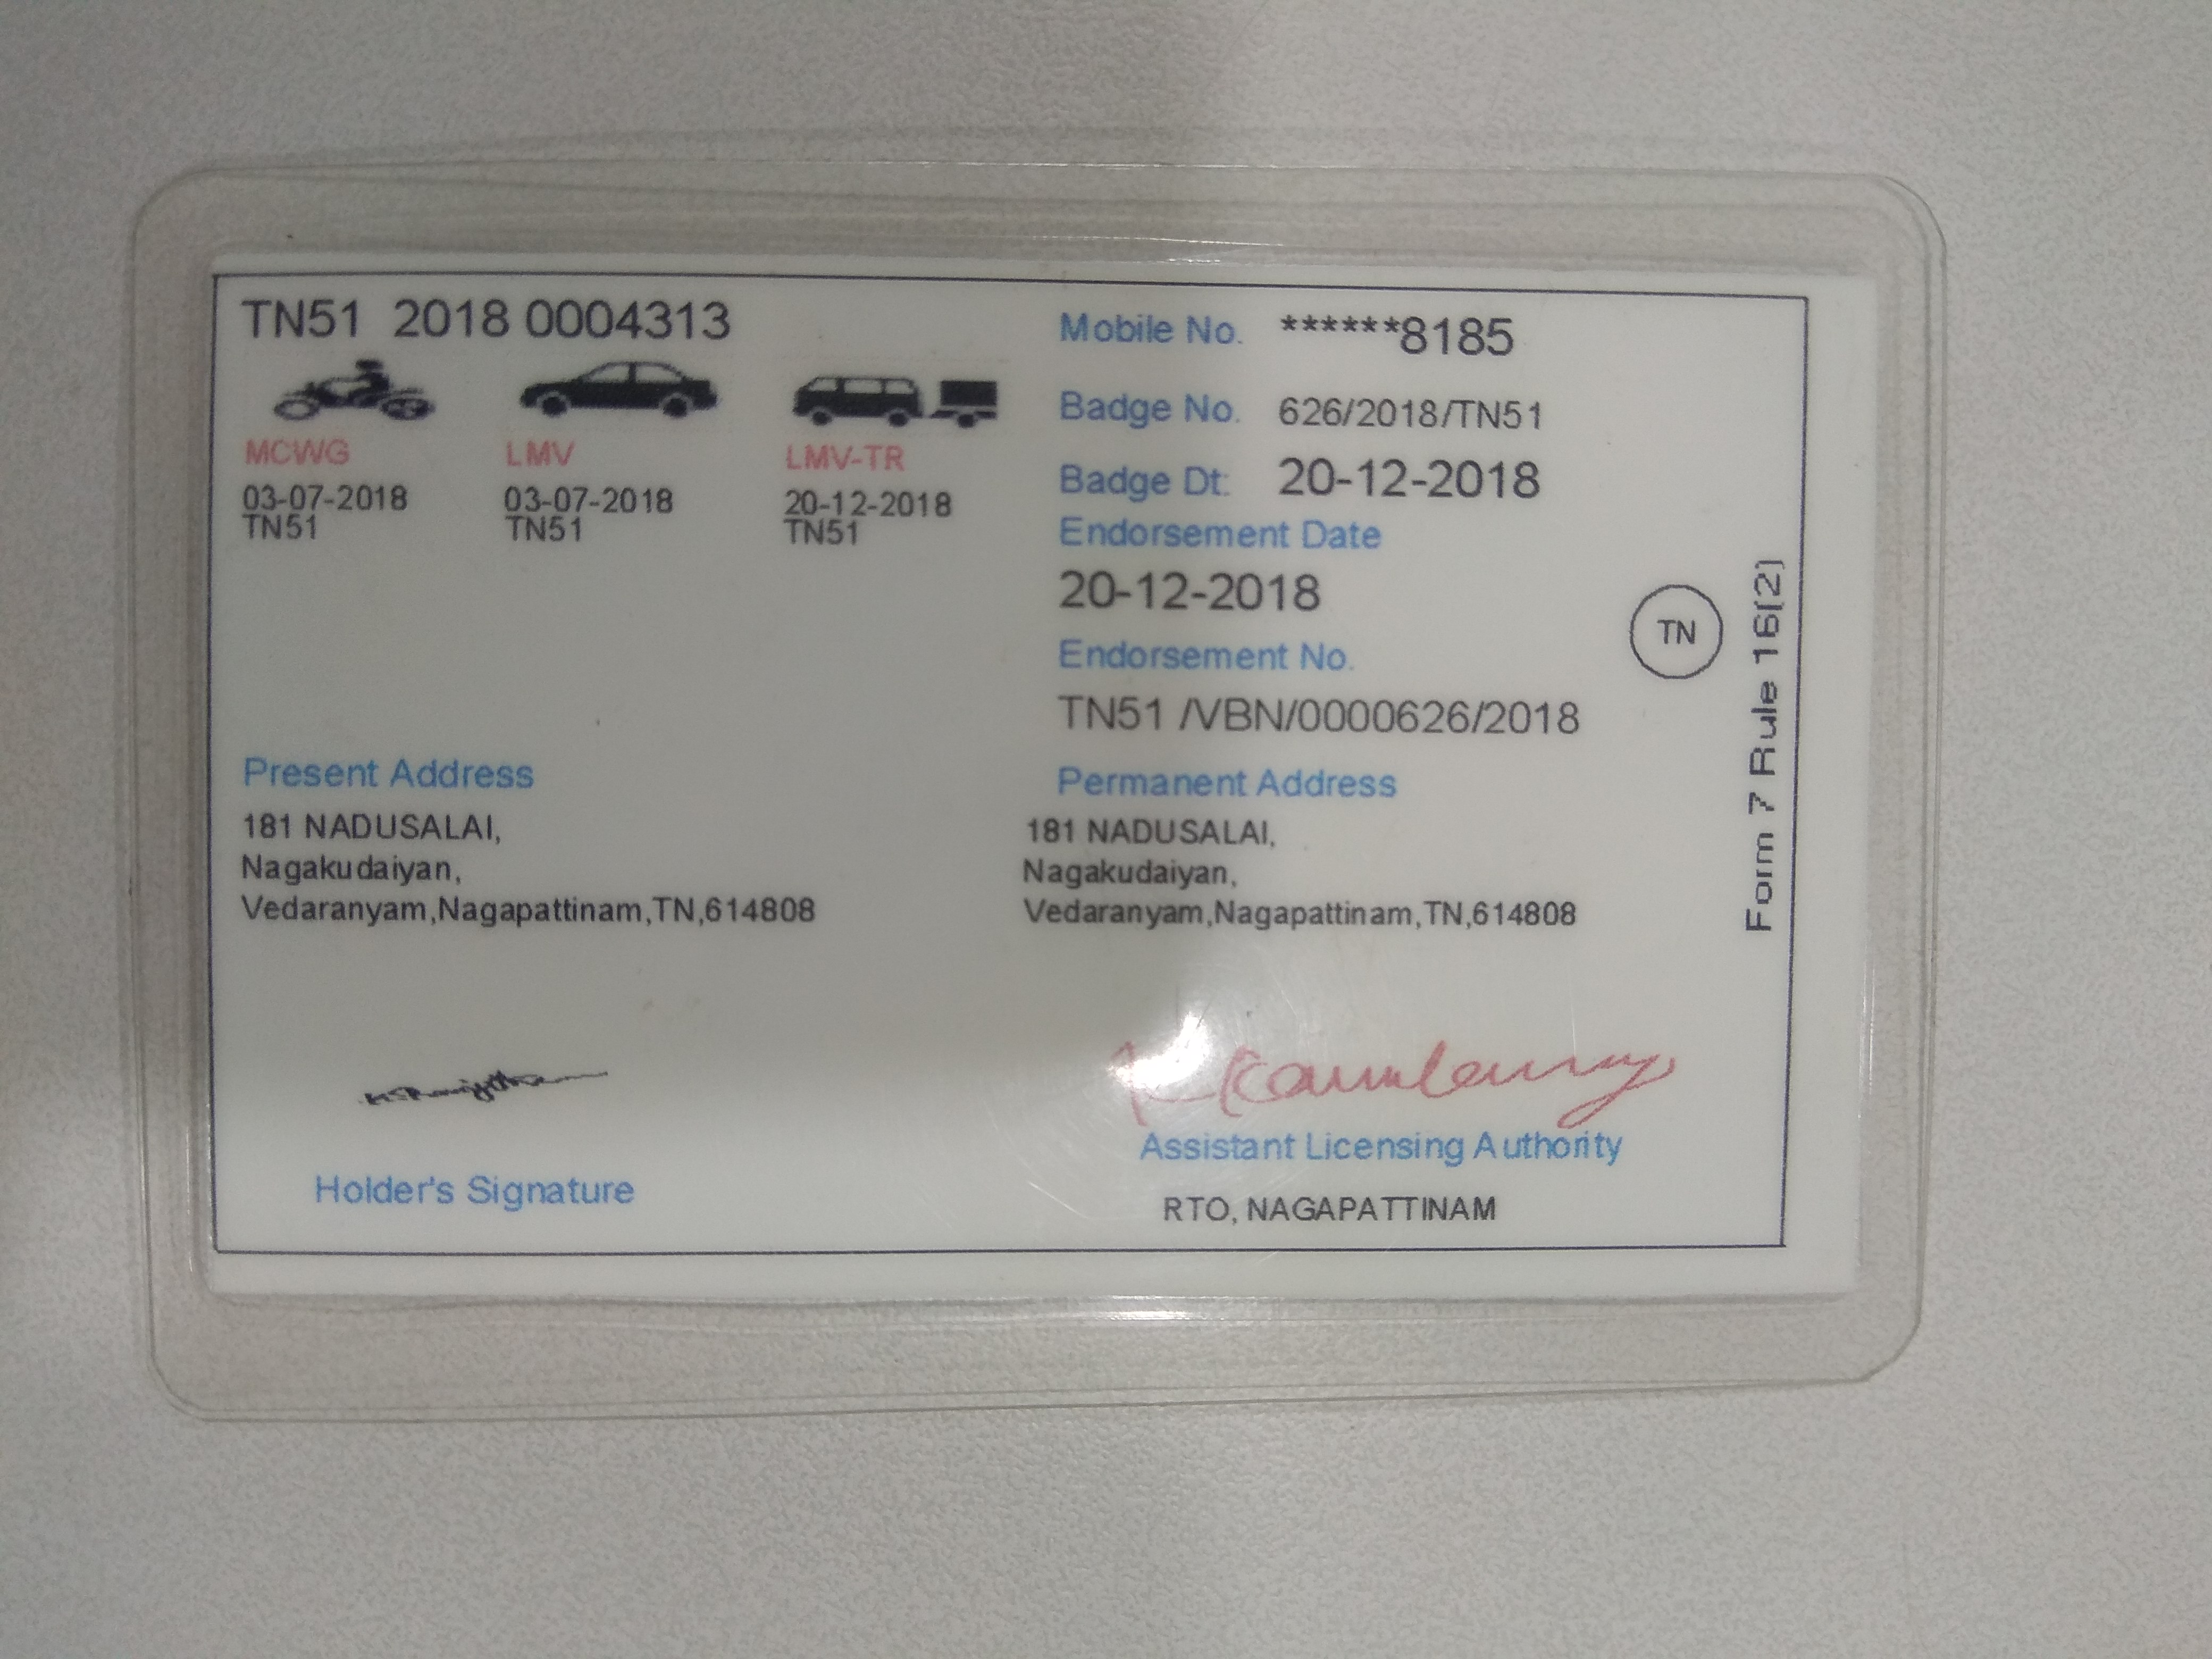 TN51 2018 0004313
MCWG LMV LMV-TR
03-07-2018 03-07-2018 20-12-2018
TN51 TN51 TN51
Mobile No. ******8185
Badge No. 626/2018/TN51
Badge Dt: 20-12-2018
Endorsement Date
20-12-2018
Endorsement No.
TN51 /VBN/0000626/2018
TN
Form 7 Rule 16(2)
Present Address
181 NADUSALAI,
Nagakudaiyan,
Vedaranyam,Nagapattinam,TN,614808
Permanent Address
181 NADUSALAI,
Nagakudaiyan,
Vedaranyam,Nagapattinam,TN,614808
Holder's Signature
Assistant Licensing Authority
RTO, NAGAPATTINAM